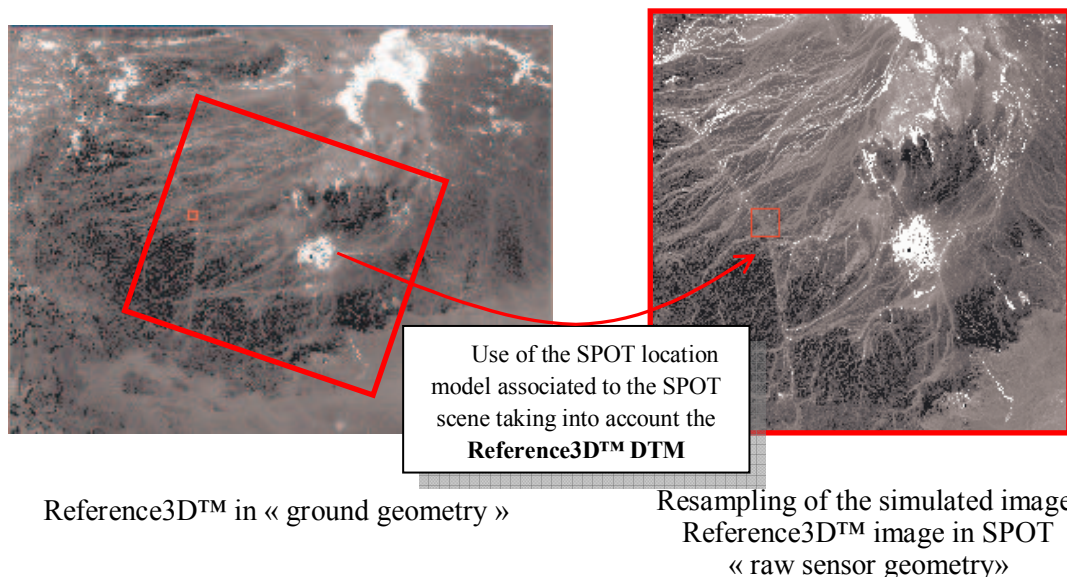 Use of the SPOT location
model associated to the SPOT
scene taking into account the
Reference3D™ DTM
Reference3D™ in « ground geometry »
Resampling of the simulated image
Reference3D™ image in SPOT
« raw sensor geometry»